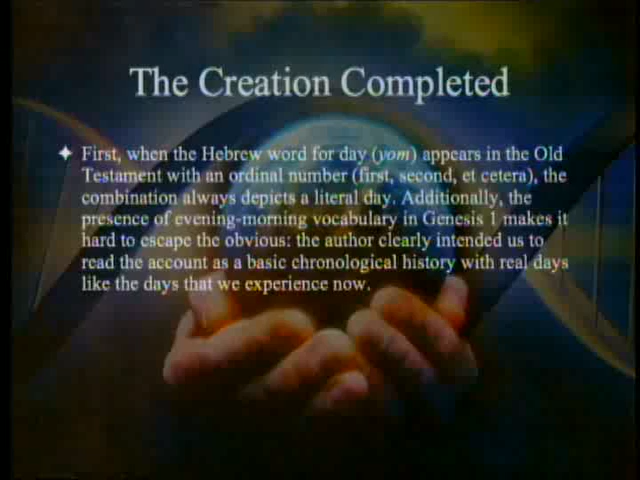 The Creation Completed
✦ First, when the Hebrew word for day (yom) appears in the Old
Testament with an ordinal number (first, second, et cetera), the
combination always depicts a literal day. Additionally, the
presence of evening-morning vocabulary in Genesis 1 makes it
hard to escape the obvious: the author clearly intended us to
read the account as a basic chronological history with real days
like the days that we experience now.